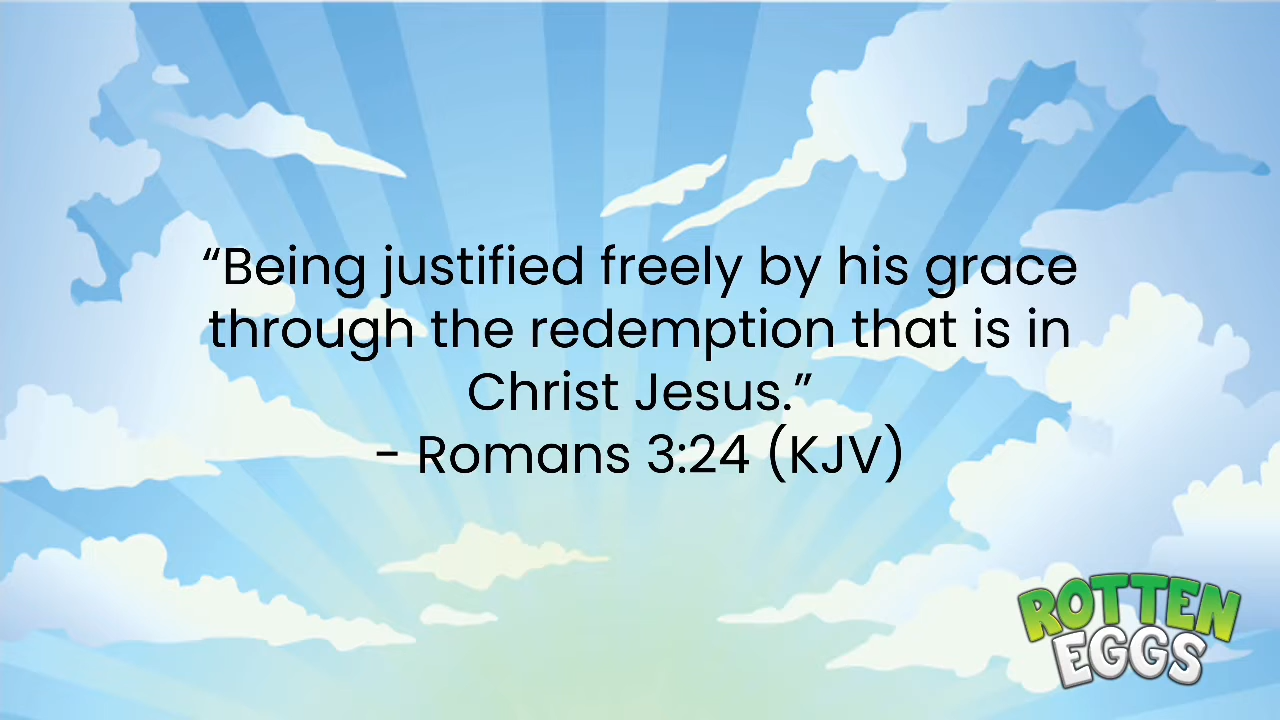 “Being justified freely by his grace
through the redemption that is in
Christ Jesus.”
- Romans 3:24 (KJV)
ROTTEN
EGGS